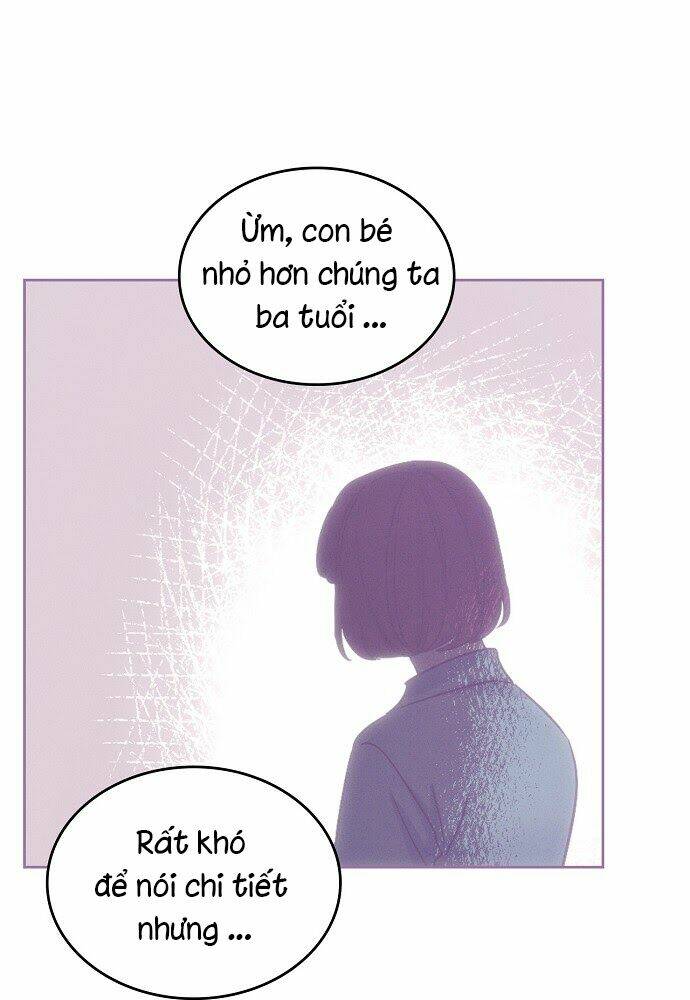 Ừm, con bé
nhỏ hơn chúng ta
ba tuổi ...
Rất khó
để nói chi tiết
nhưng ...